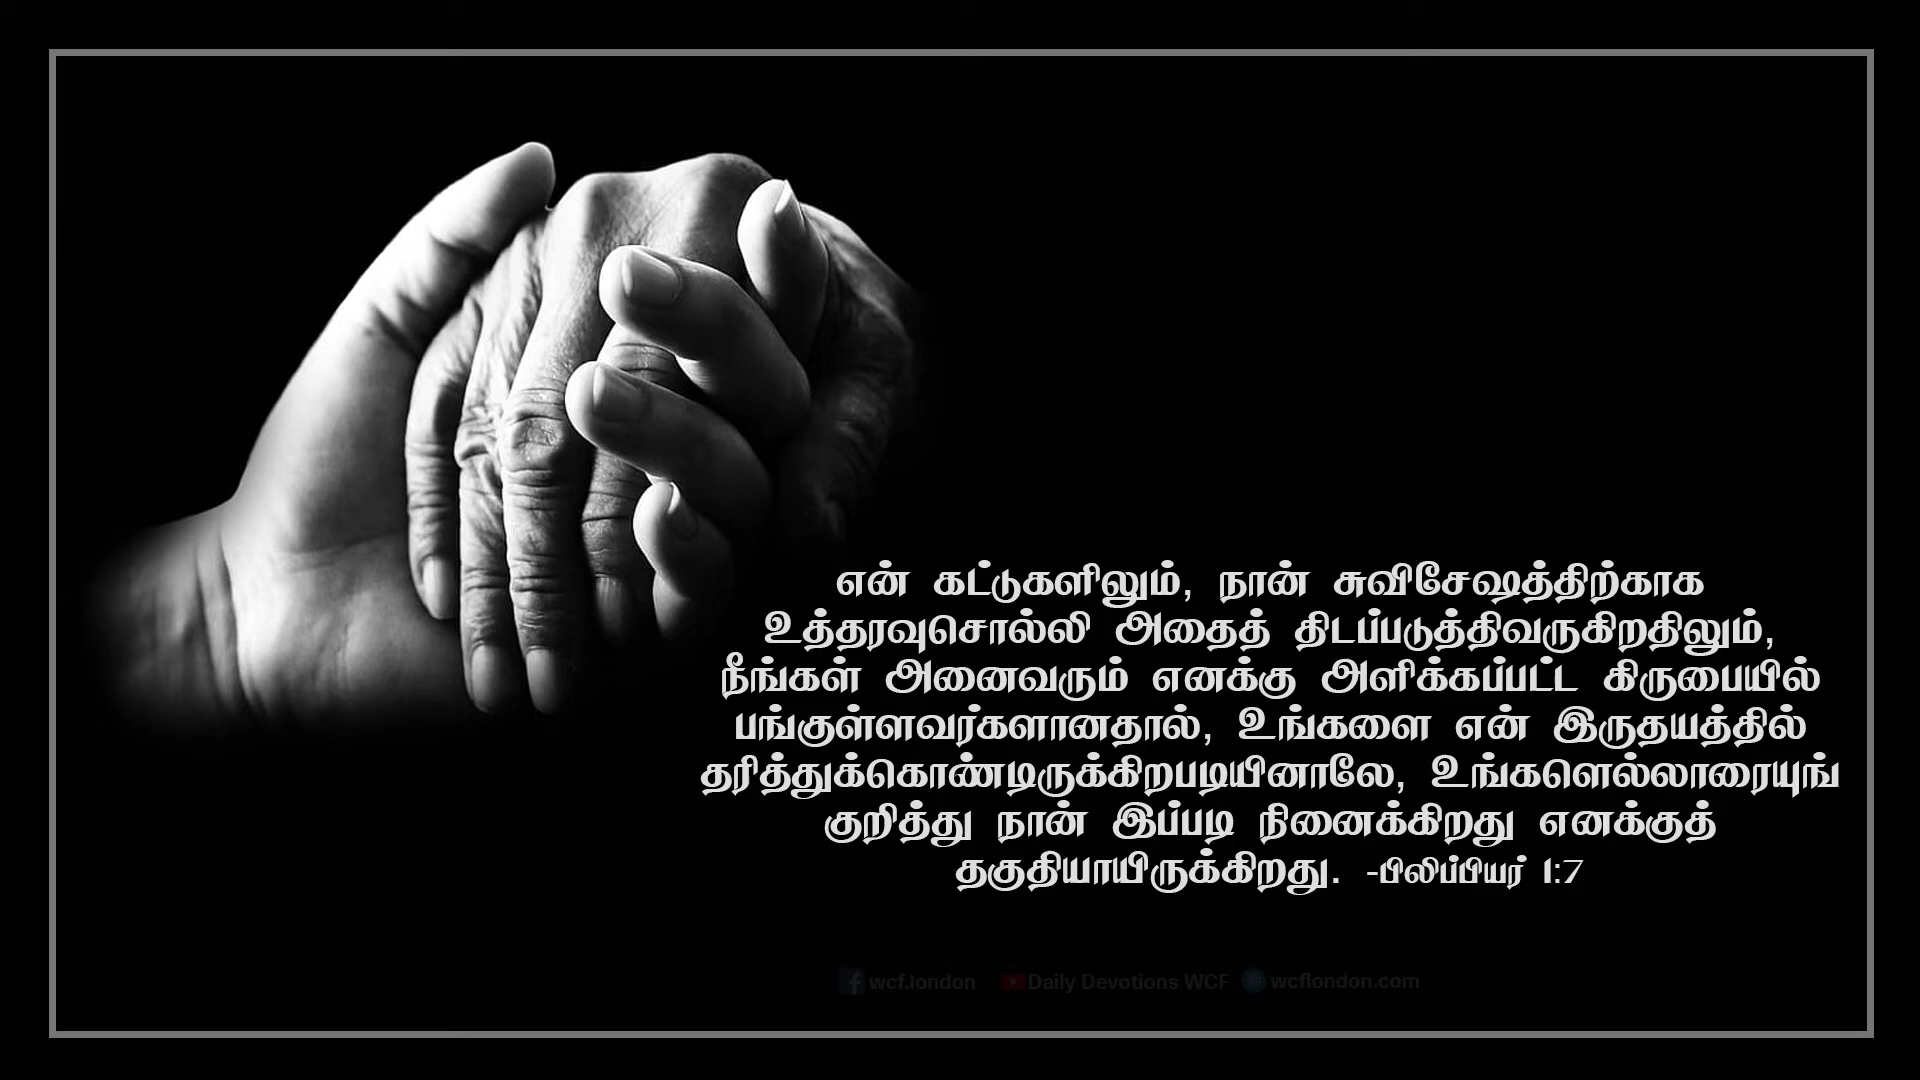 என் கட்டுகளிலும், நான் சுவிசேஷத்திற்காக
உத்தரவுசொல்லி அதைத் திடப்படுத்திவருகிறதிலும்,
நீங்கள் அனைவரும் எனக்கு அளிக்கப்பட்ட கிருபையில்
பங்குள்ளவர்களானதால், உங்களை என் இருதயத்தில்
தரித்துக்கொண்டிருக்கிறபடியினாலே, உங்களெல்லாரையுங்
குறித்து நான் இப்படி நினைக்கிறது எனக்குத்
தகுதியாயிருக்கிறது. -பிலிப்பியர் 1:7
wcf.london Daily Devotions WCF wcflondon.com